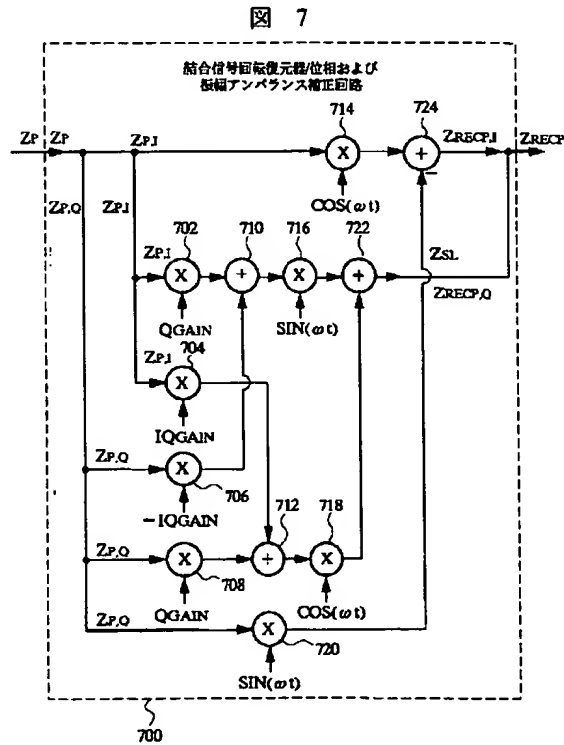 図 7
結合信号回転復元器/位相および
振幅アンバランス補正回路
714
724
ZP
ZP
ZP,I
X
+
ZRECP,I
ZRECP
−
COS(ωt)
ZP,Q
ZP,I
702
710
716
722
ZSL
ZP,I
X
+
X
+
ZRECP,Q
QGAIN
SIN(ωt)
704
ZP,I
X
IQGAIN
ZP,Q
X
706
−IQGAIN
712
718
ZP,Q
X
+
X
708
QGAIN
COS(ωt)
ZP,Q
X
720
SIN(ωt)
700